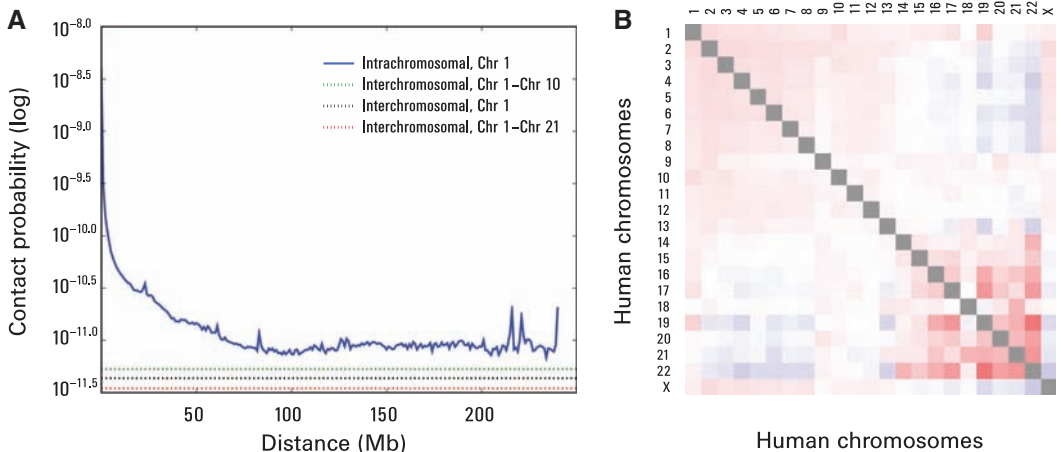 A
Contact probability (log)
10–8.0
10–8.5
10–9.0
10–9.5
10–10.0
10–10.5
10–11.0
10–11.5
Intrachromosomal, Chr 1
Interchromosomal, Chr 1–Chr 10
Interchromosomal, Chr 1
Interchromosomal, Chr 1–Chr 21
50 100 150 200
Distance (Mb)
B
1 2 3 4 5 6 7 8 9 10 11 12 13 14 15 16 17 18 19 20 21 22 X
Human chromosomes
1
2
3
4
5
6
7
8
9
10
11
12
13
14
15
16
17
18
19
20
21
22
X
Human chromosomes